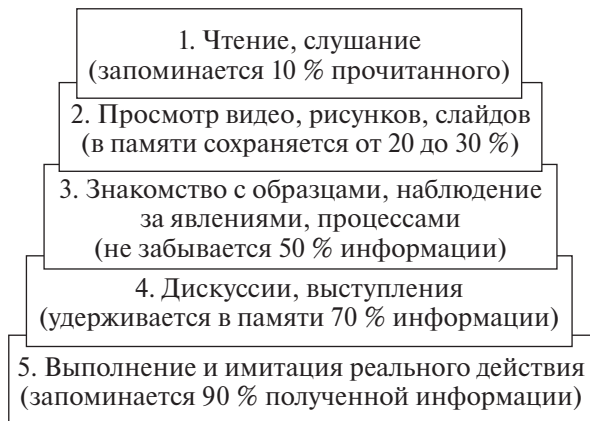 1. Чтение, слушание
(запоминается 10 % прочитанного)
2. Просмотр видео, рисунков, слайдов
(в памяти сохраняется от 20 до 30 %)
3. Знакомство с образцами, наблюдение
за явлениями, процессами
(не забывается 50 % информации)
4. Дискуссии, выступления
(удерживается в памяти 70 % информации)
5. Выполнение и имитация реального действия
(запоминается 90 % полученной информации)